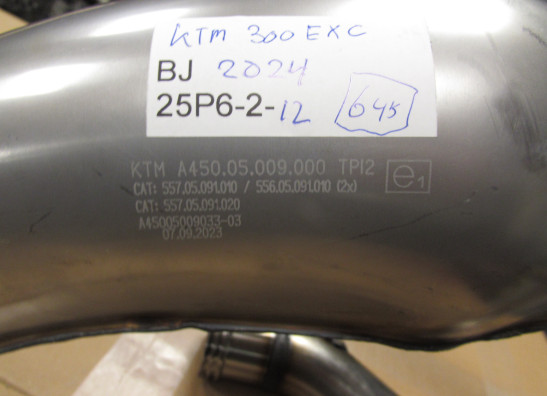 KTM 300 EXC
BJ 2024
25P6-2-12 645
KTM A450.05.009.000 TPI2 e1
CAT: 557.05.091.010 / 556.05.091.010 (2x)
CAT: 557.05.091.020
A45005009033-03
07.09.2023